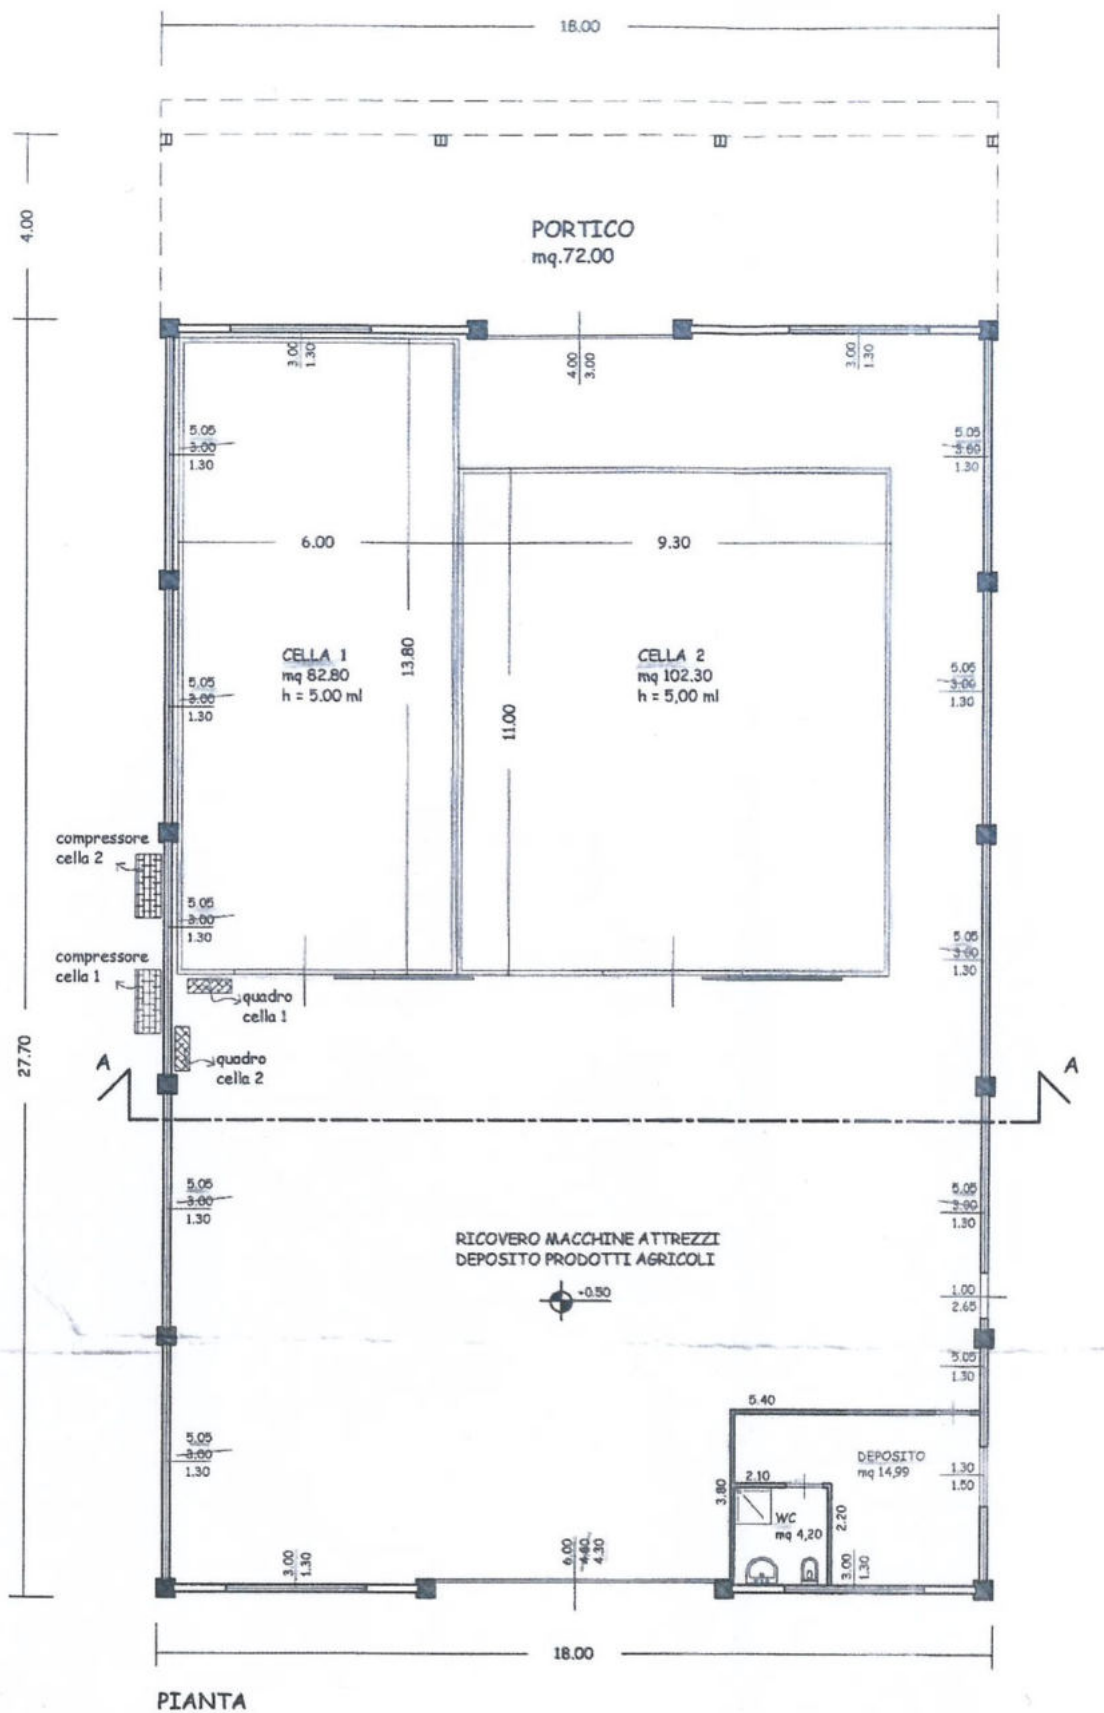 18.00
4.00
PORTICO
mq.72.00
3.00
1.30
4.00
3.00
3.00
1.30
5.05
3.00
1.30
5.05
3.00
1.30
6.00
9.30
13.80
11.00
CELLA 1
mq 82.80
h = 5.00 ml
CELLA 2
mq 102.30
h = 5,00 ml
5.05
3.00
1.30
5.05
3.00
1.30
compressore
cella 2
5.05
3.00
1.30
5.05
3.00
1.30
compressore
cella 1
quadro
cella 1
quadro
cella 2
27.70
A
A
5.05
3.00
1.30
5.05
3.00
1.30
RICOVERO MACCHINE ATTREZZI
DEPOSITO PRODOTTI AGRICOLI
+0.50
1.00
2.65
5.05
1.30
5.40
5.05
3.00
1.30
DEPOSITO
mq 14,99
1.30
1.50
2.10
3.80
WC
mq 4,20
2.20
3.00
1.30
6.00
4.80
4.30
3.00
1.30
18.00
PIANTA